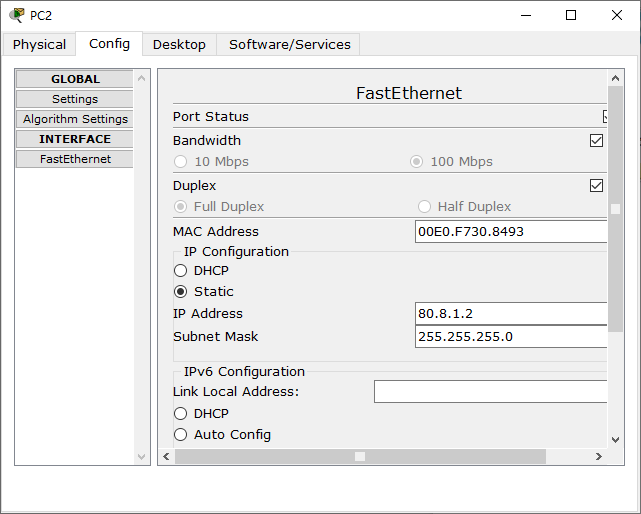 PC2
Physical Config Desktop Software/Services
GLOBAL
Settings
Algorithm Settings
INTERFACE
FastEthernet
FastEthernet
Port Status
Bandwidth
10 Mbps 100 Mbps
Duplex
Full Duplex Half Duplex
MAC Address 00E0.F730.8493
IP Configuration
DHCP
Static
IP Address 80.8.1.2
Subnet Mask 255.255.255.0
IPv6 Configuration
Link Local Address:
DHCP
Auto Config